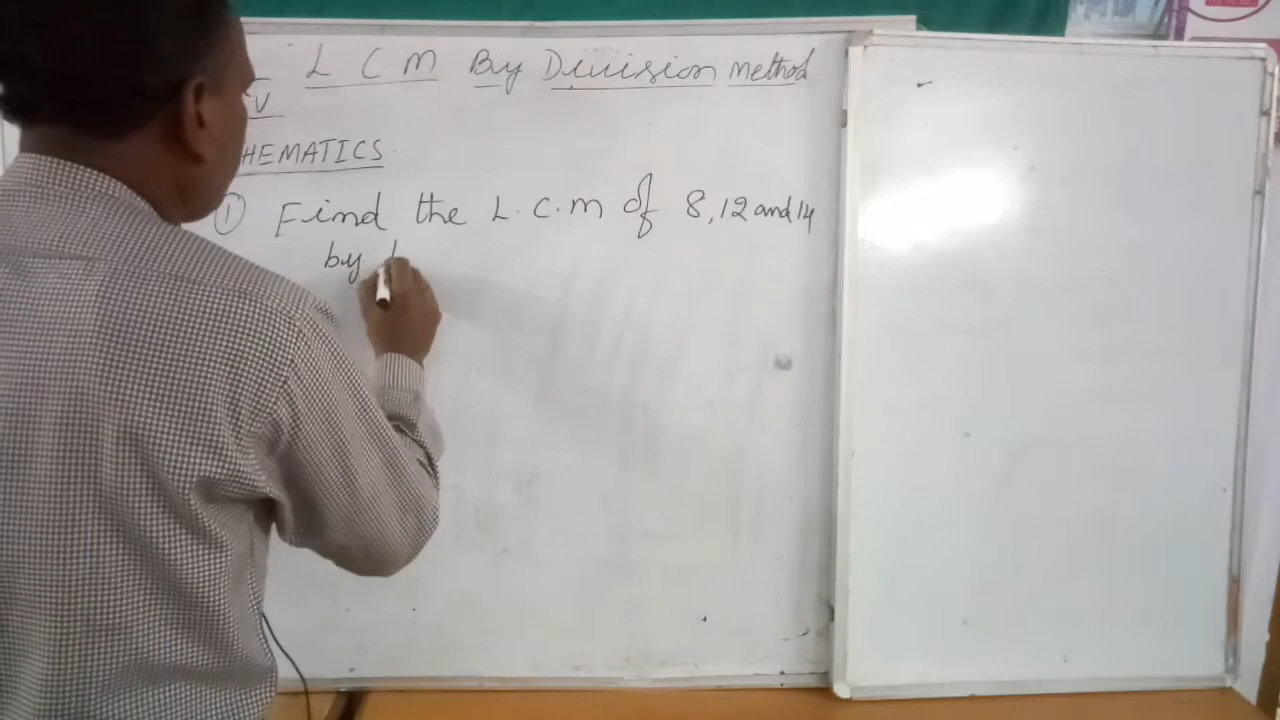 L C M By Division Method
V
HEMATICS
① Find the L.C.M of 8, 12 and 14
by